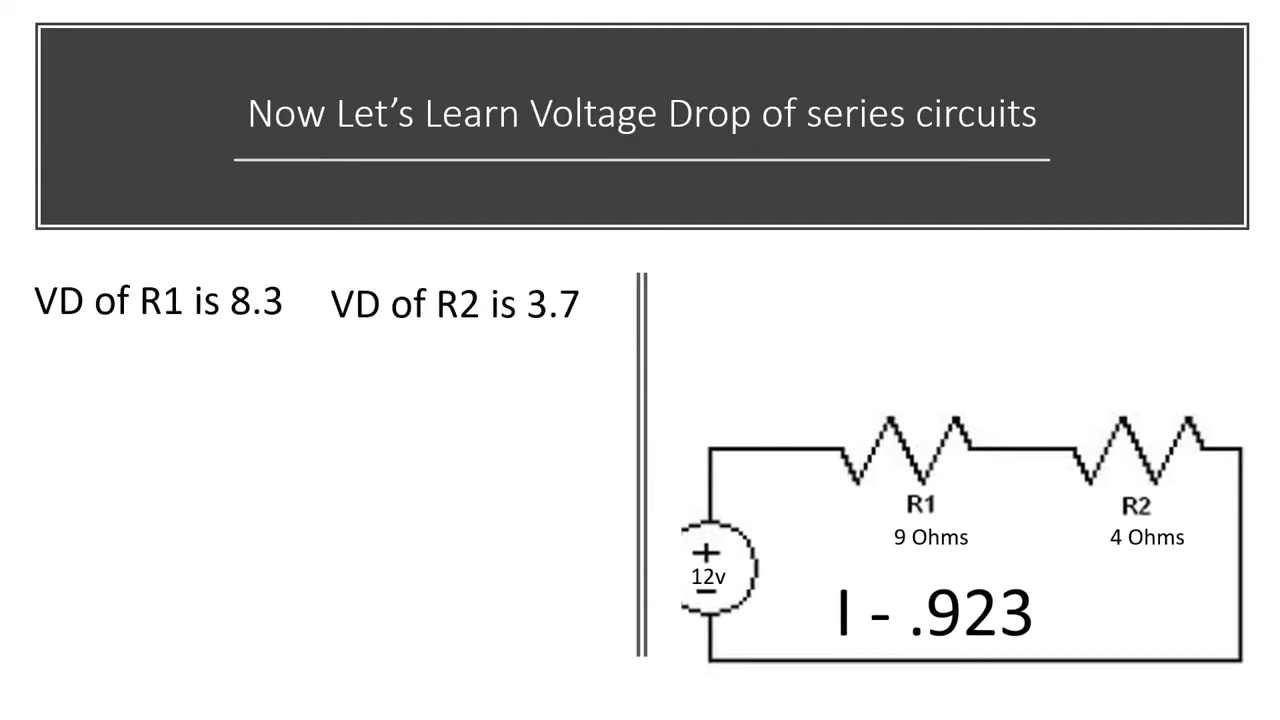 Now Let’s Learn Voltage Drop of series circuits
VD of R1 is 8.3
VD of R2 is 3.7
R1
9 Ohms
R2
4 Ohms
+
12v
−
I - .923